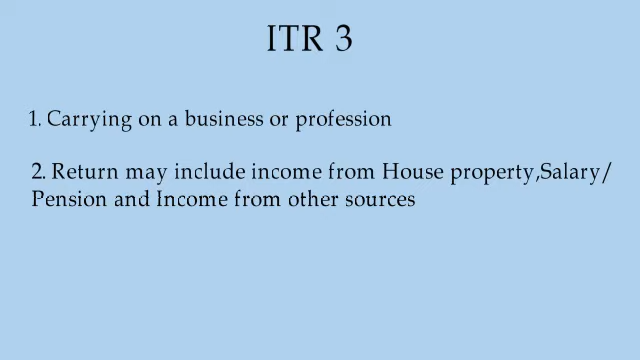 ITR 3
1. Carrying on a business or profession
2. Return may include income from House property,Salary/
Pension and Income from other sources